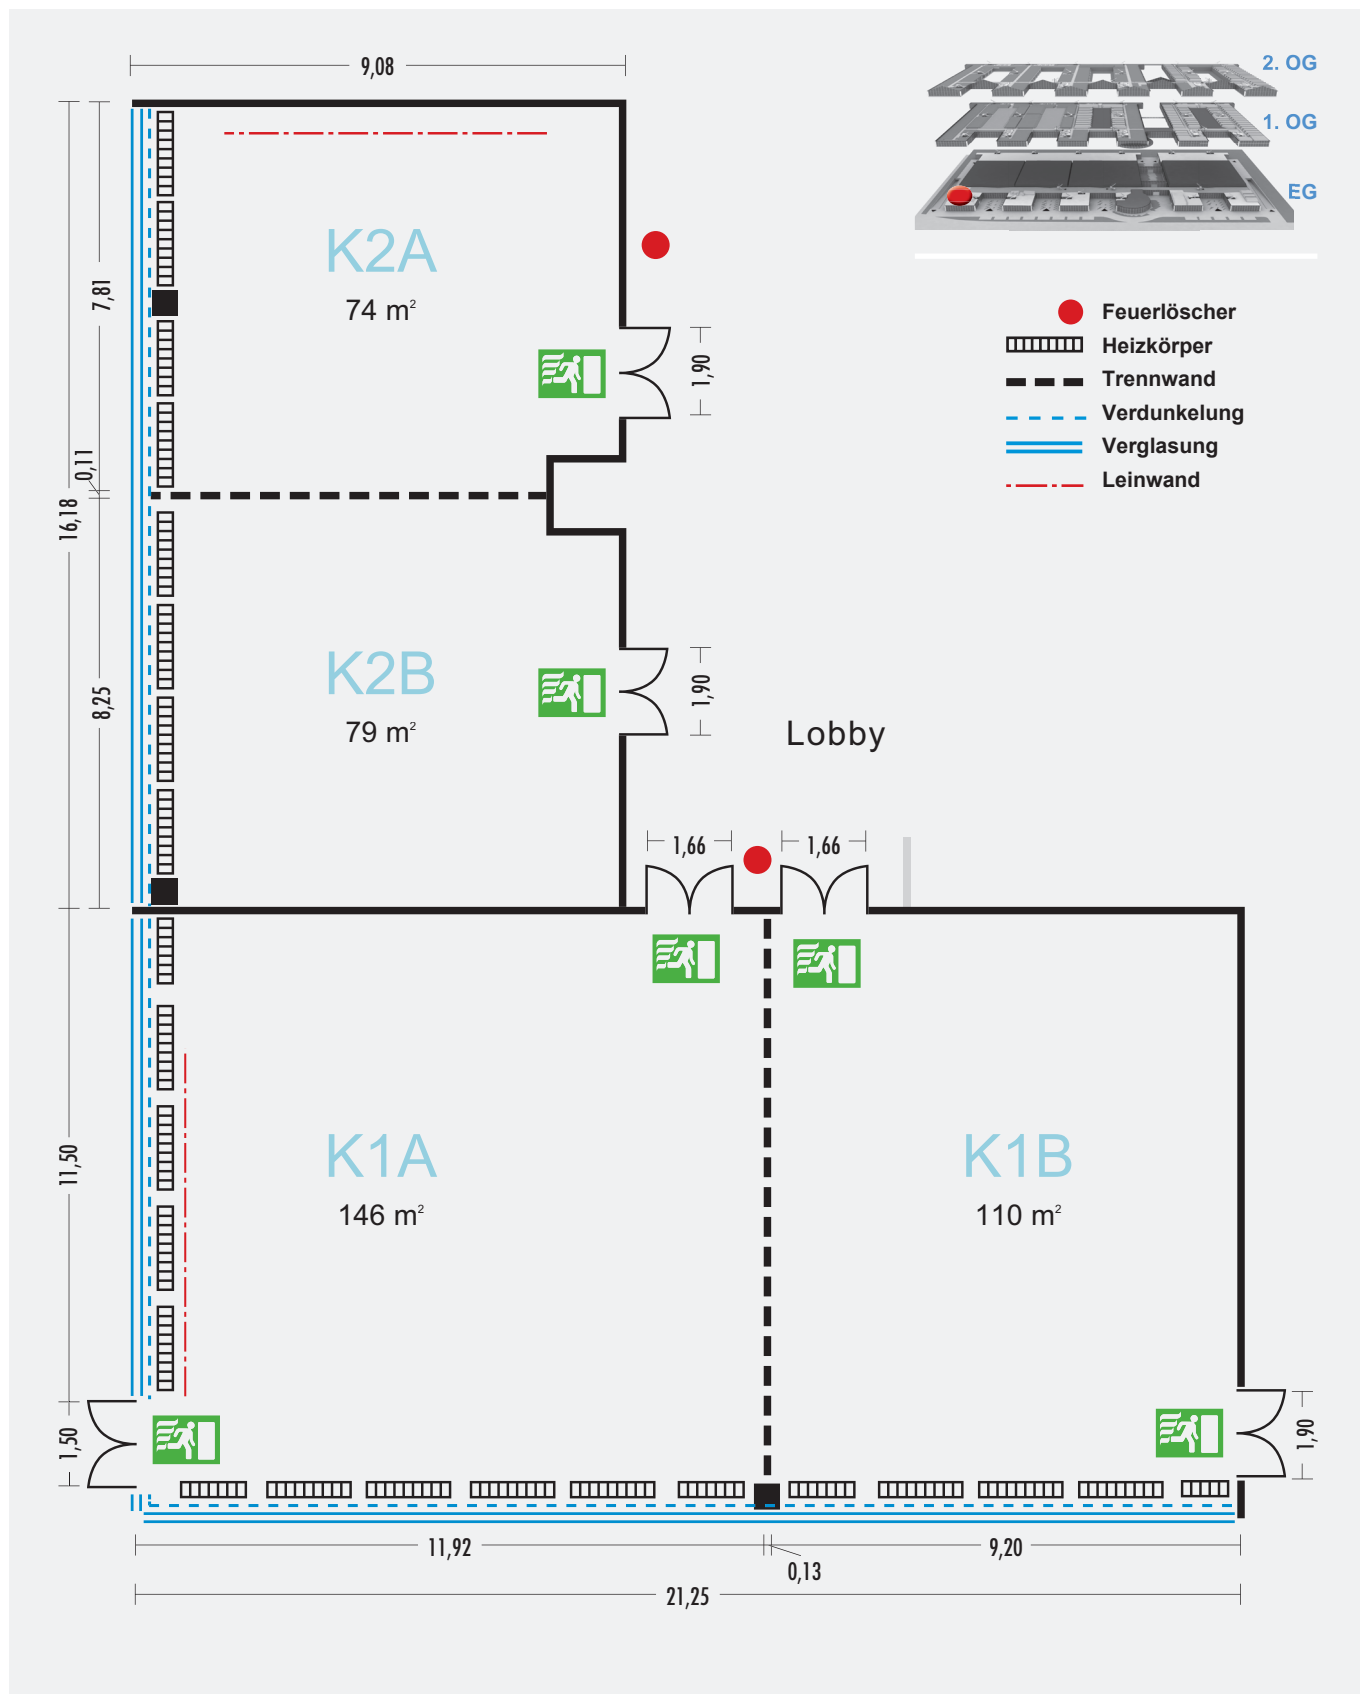 9,08
2. OG
1. OG
EG
K2A
74 m²
7,81
1,90
0,11
16,18
Feuerlöscher
Heizkörper
Trennwand
Verdunkelung
Verglasung
Leinwand
K2B
79 m²
8,25
1,90
Lobby
1,66
1,66
K1A
146 m²
K1B
110 m²
11,50
1,50
1,90
11,92
0,13
9,20
21,25